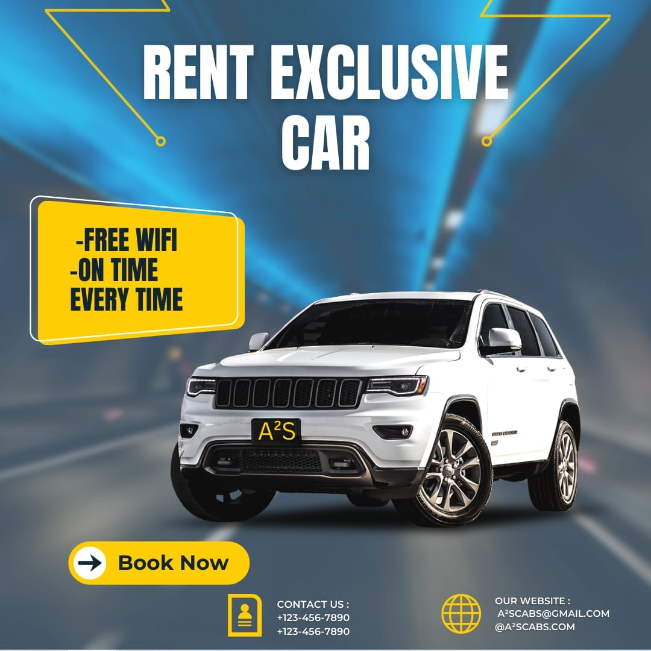 RENT EXCLUSIVE
CAR
-FREE WIFI
-ON TIME
EVERY TIME
A²S
Book Now
CONTACT US :
+123-456-7890
+123-456-7890
OUR WEBSITE :
A²SCABS@GMAIL.COM
@A²SCABS.COM